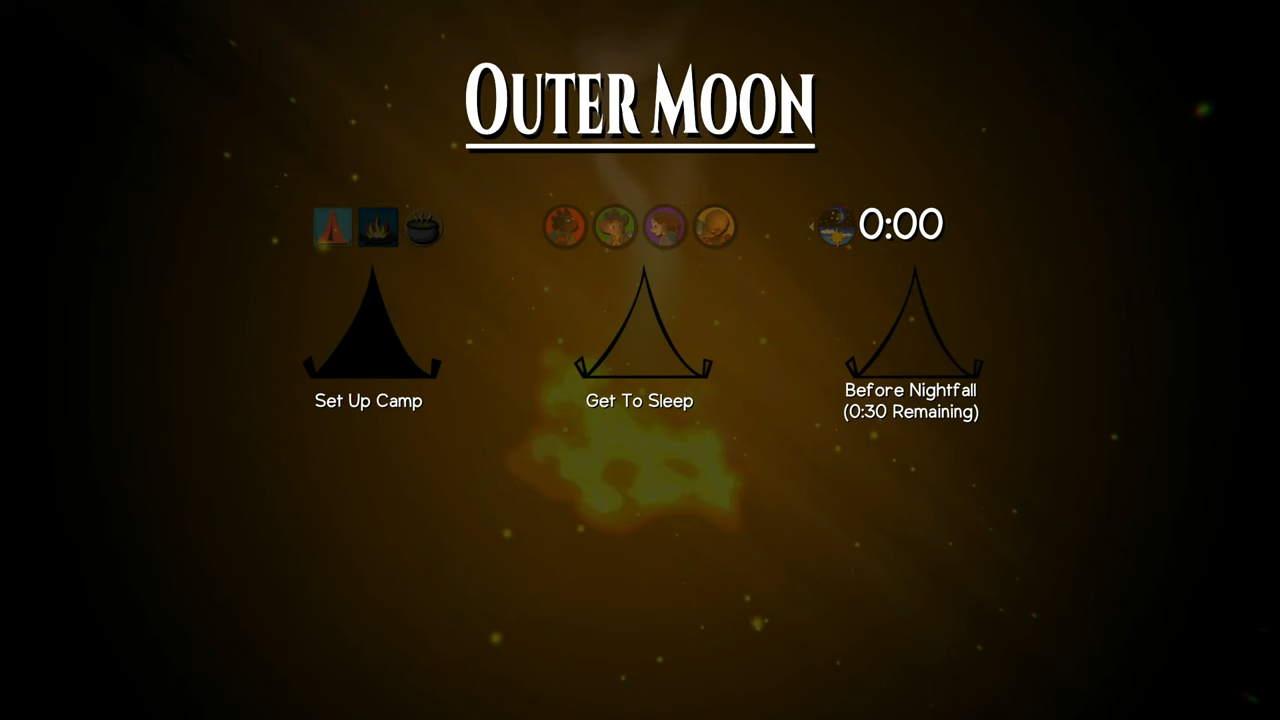 OUTER MOON
0:00
Set Up Camp
Get To Sleep
Before Nightfall
(0:30 Remaining)